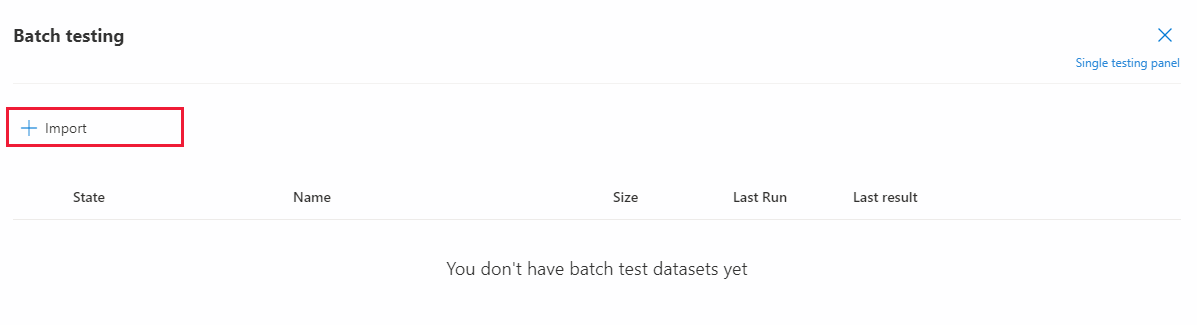 Batch testing
Single testing panel
Import
State Name Size Last Run Last result
You don't have batch test datasets yet